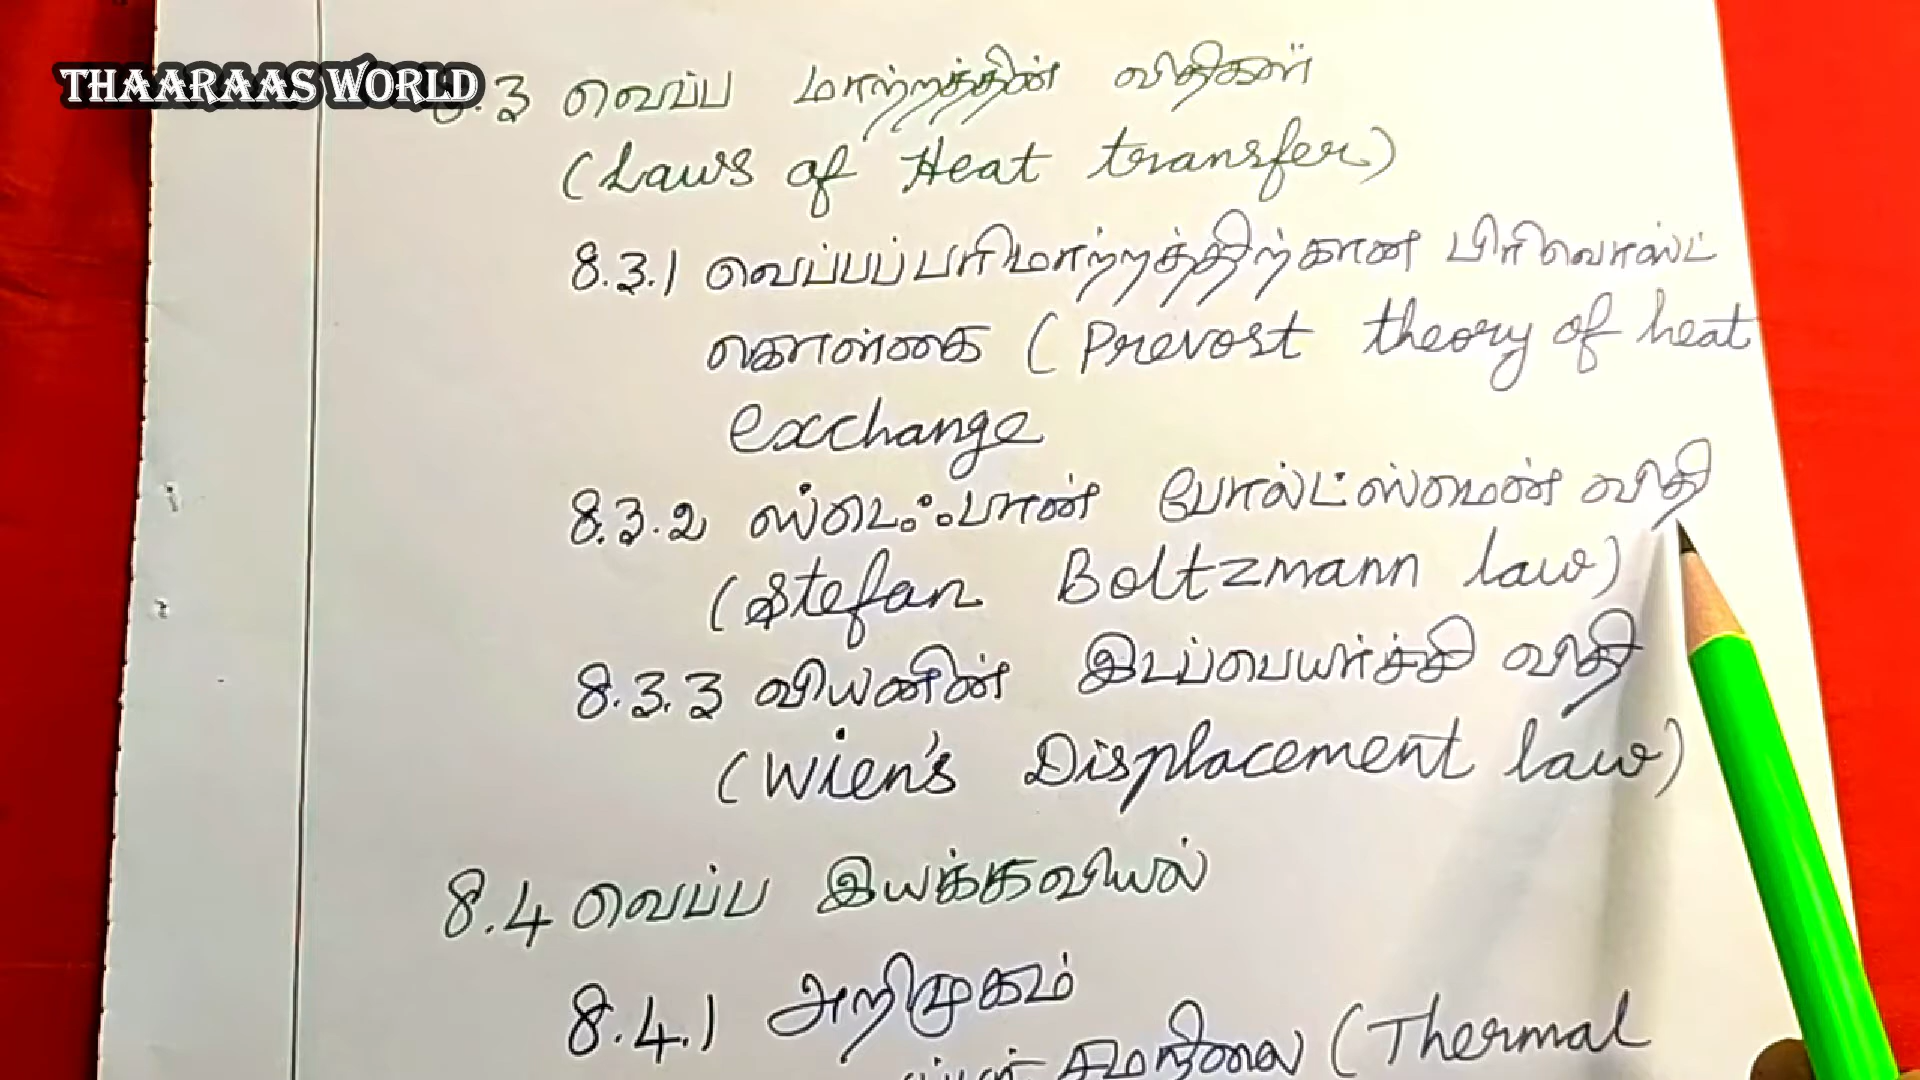 THAARAAS WORLD
8.3 வெப்ப மாற்றத்தின் விதிகள்
(Laws of Heat transfer)
8.3.1 வெப்பப்பரிமாற்றத்திற்கான பிரிவொஸ்ட்
கொள்கை (Prevost theory of heat
exchange
8.3.2 ஸ்டெஃபான் போல்ட்ஸ்மென் விதி
(Stefan Boltzmann law)
8.3.3 வியனின் இடப்பெயர்ச்சி விதி
(Wien's Displacement law)
8.4 வெப்ப இயக்கவியல்
8.4.1 அறிமுகம்
சமநிலை (Thermal